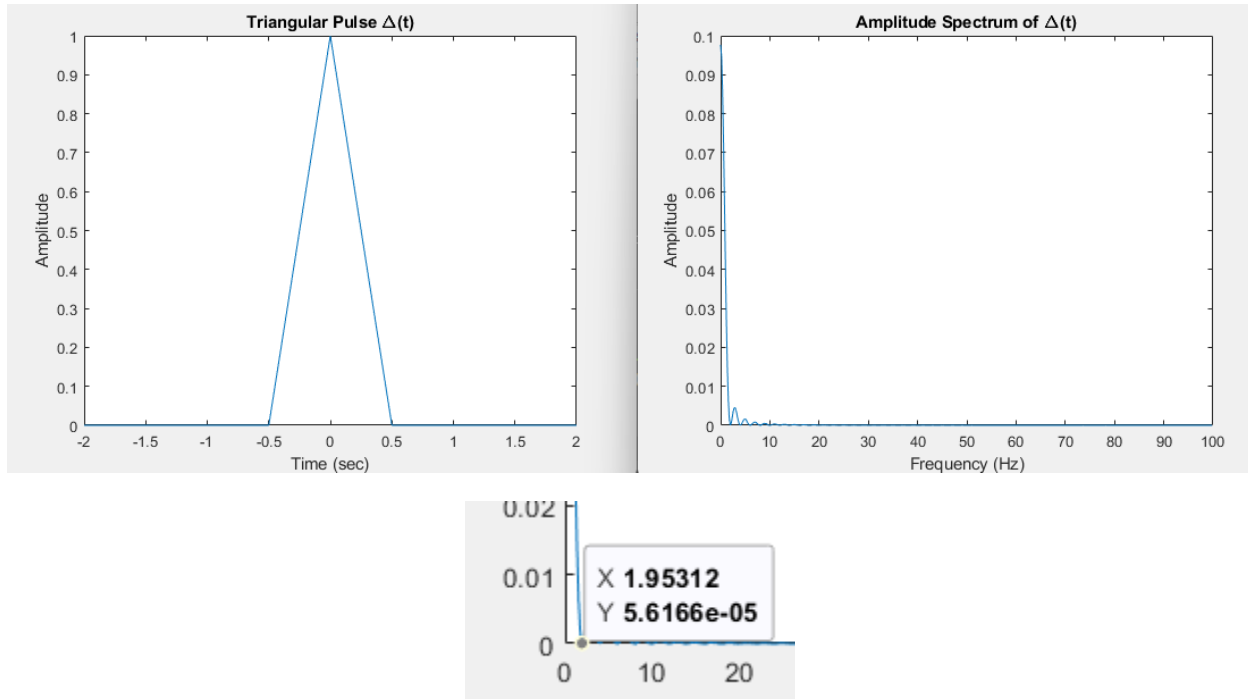 Triangular Pulse Δ(t)
1
0.9
0.8
0.7
0.6
0.5
0.4
0.3
0.2
0.1
0
Amplitude
-2 -1.5 -1 -0.5 0 0.5 1 1.5 2
Time (sec)
Amplitude Spectrum of Δ(t)
0.1
0.09
0.08
0.07
0.06
0.05
0.04
0.03
0.02
0.01
0
Amplitude
0 10 20 30 40 50 60 70 80 90 100
Frequency (Hz)
0.02
0.01
0
X 1.95312
Y 5.6166e-05
0 10 20